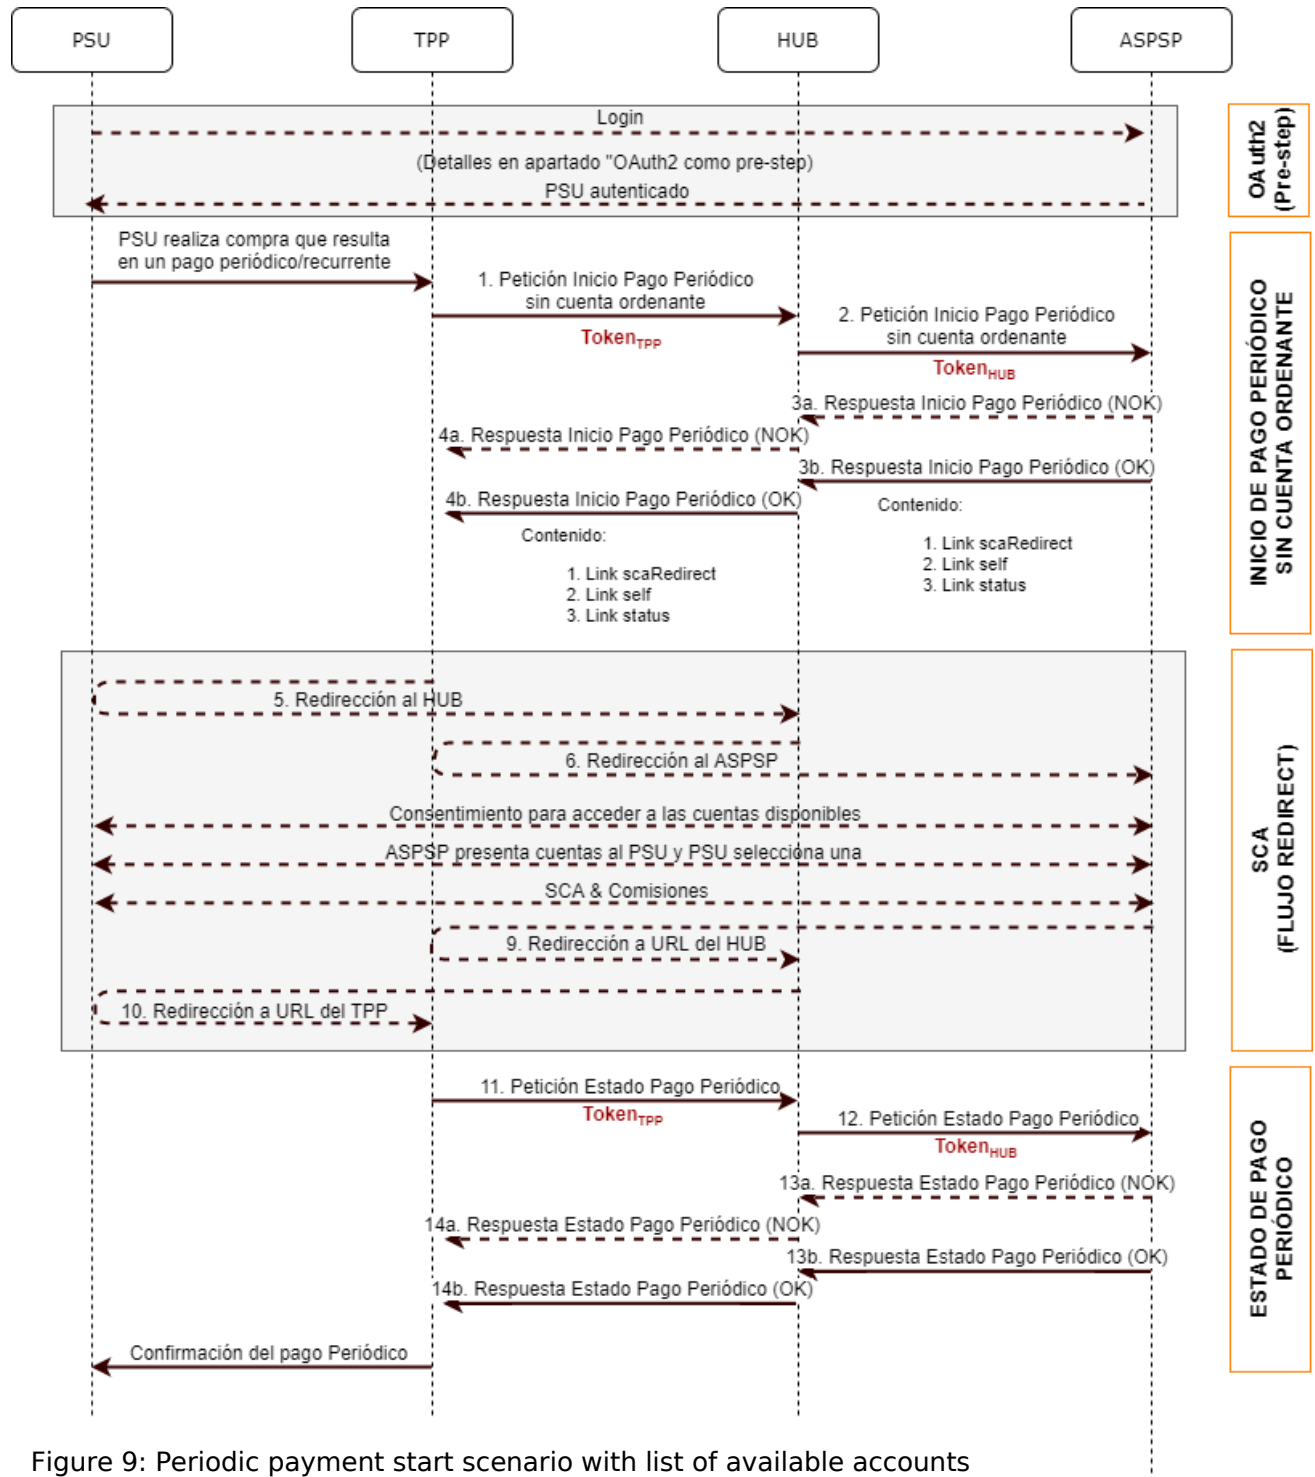 PSU
TPP
HUB
ASPSP
Login
(Detalles en apartado "OAuth2 como pre-step)
PSU autenticado
OAuth2
(Pre-step)
PSU realiza compra que resulta
en un pago periódico/recurrente
1. Petición Inicio Pago Periódico
sin cuenta ordenante
Token TPP
2. Petición Inicio Pago Periódico
sin cuenta ordenante
Token HUB
3a. Respuesta Inicio Pago Periódico (NOK)
4a. Respuesta Inicio Pago Periódico (NOK)
3b. Respuesta Inicio Pago Periódico (OK)
4b. Respuesta Inicio Pago Periódico (OK)
Contenido:
1. Link scaRedirect
2. Link self
3. Link status
Contenido:
1. Link scaRedirect
2. Link self
3. Link status
INICIO DE PAGO PERIÓDICO
SIN CUENTA ORDENANTE
5. Redirección al HUB
6. Redirección al ASPSP
Consentimiento para acceder a las cuentas disponibles
ASPSP presenta cuentas al PSU y PSU selecciona una
SCA & Comisiones
9. Redirección a URL del HUB
10. Redirección a URL del TPP
SCA
(FLUJO REDIRECT)
11. Petición Estado Pago Periódico
Token TPP
12. Petición Estado Pago Periódico
Token HUB
13a. Respuesta Estado Pago Periódico (NOK)
14a. Respuesta Estado Pago Periódico (NOK)
13b. Respuesta Estado Pago Periódico (OK)
14b. Respuesta Estado Pago Periódico (OK)
Confirmación del pago Periódico
ESTADO DE PAGO
PERIÓDICO
Figure 9: Periodic payment start scenario with list of available accounts